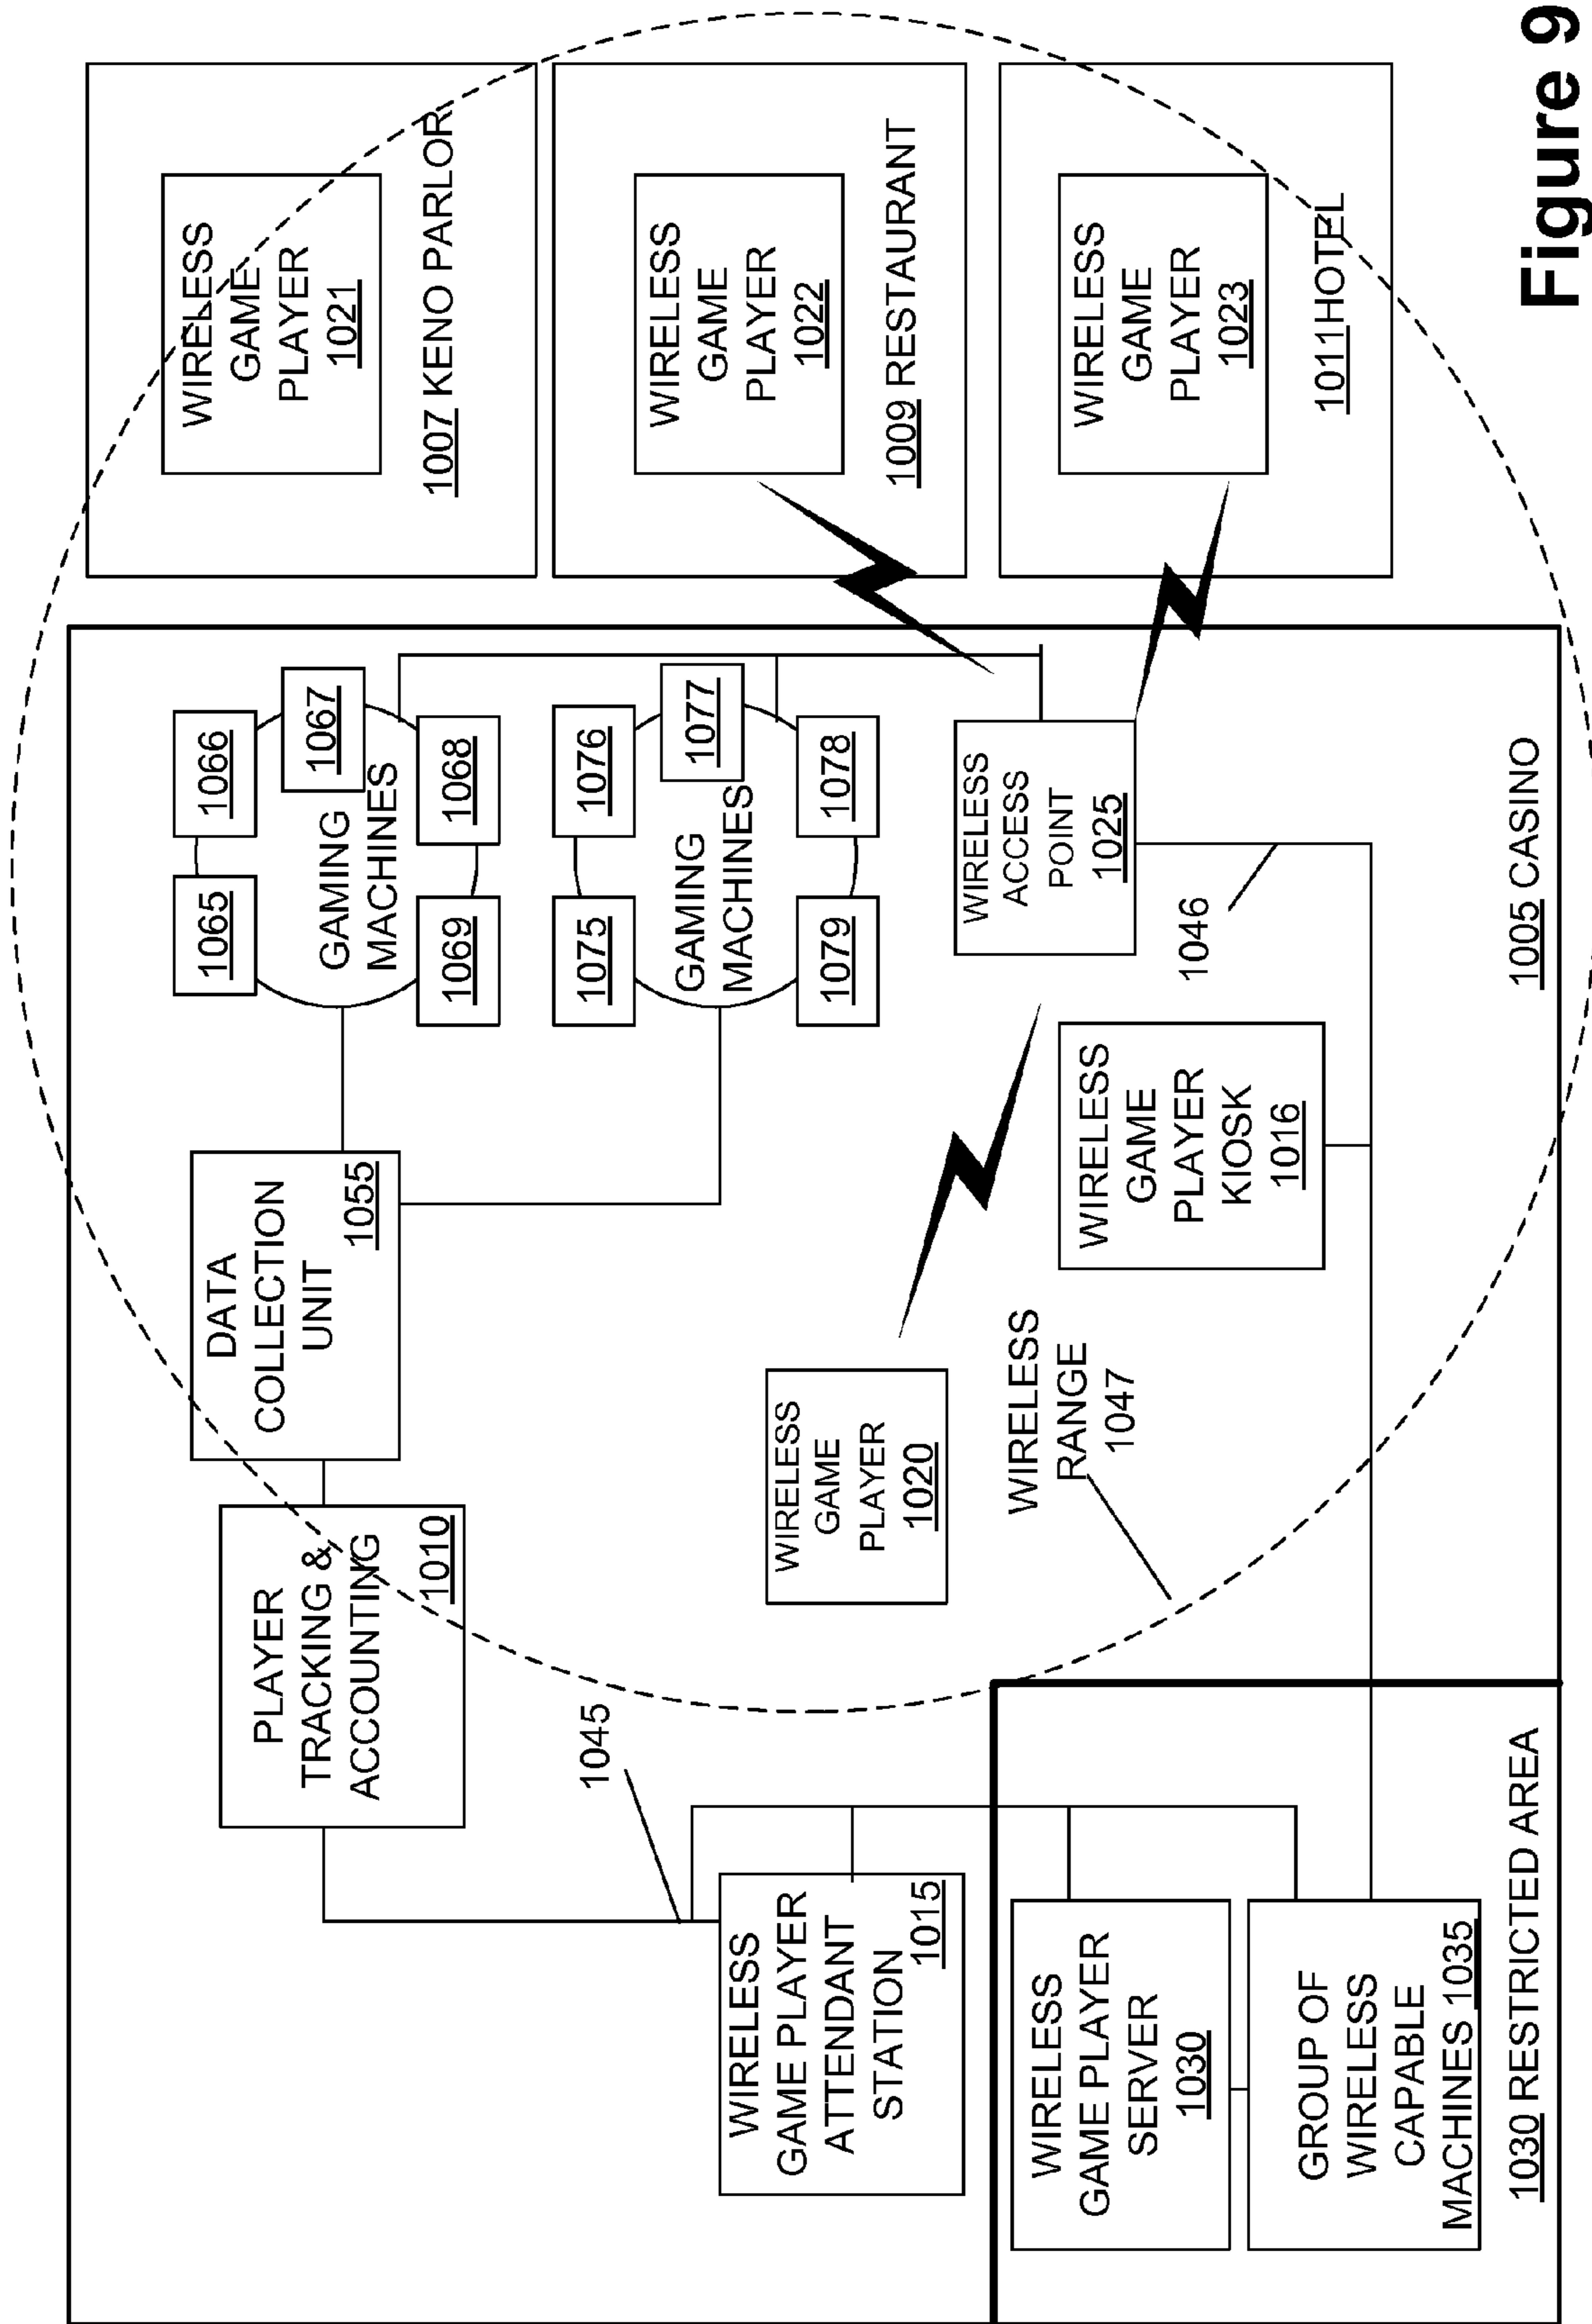 WIRELESS
GAME
PLAYER
1021
1007 KENO PARLOR
WIRELESS
GAME
PLAYER
1022
1009 RESTAURANT
WIRELESS
GAME
PLAYER
1023
1011HOTEL
1065
1066
1067
1068
1069
GAMING
MACHINES
1075
1076
1077
1078
1079
GAMING
MACHINES
WIRELESS
ACCESS
POINT
1025
1046
1005 CASINO
DATA
COLLECTION
UNIT
1055
WIRELESS
GAME
PLAYER
KIOSK
1016
PLAYER
TRACKING &
ACCOUNTING
1010
WIRELESS
GAME
PLAYER
1020
WIRELESS
RANGE
1047
1045
WIRELESS
GAME PLAYER
ATTENDANT
STATION
1015
WIRELESS
GAME PLAYER
SERVER
1030
GROUP OF
WIRELESS
CAPABLE
MACHINES 1035
1030 RESTRICTED AREA
Figure 9